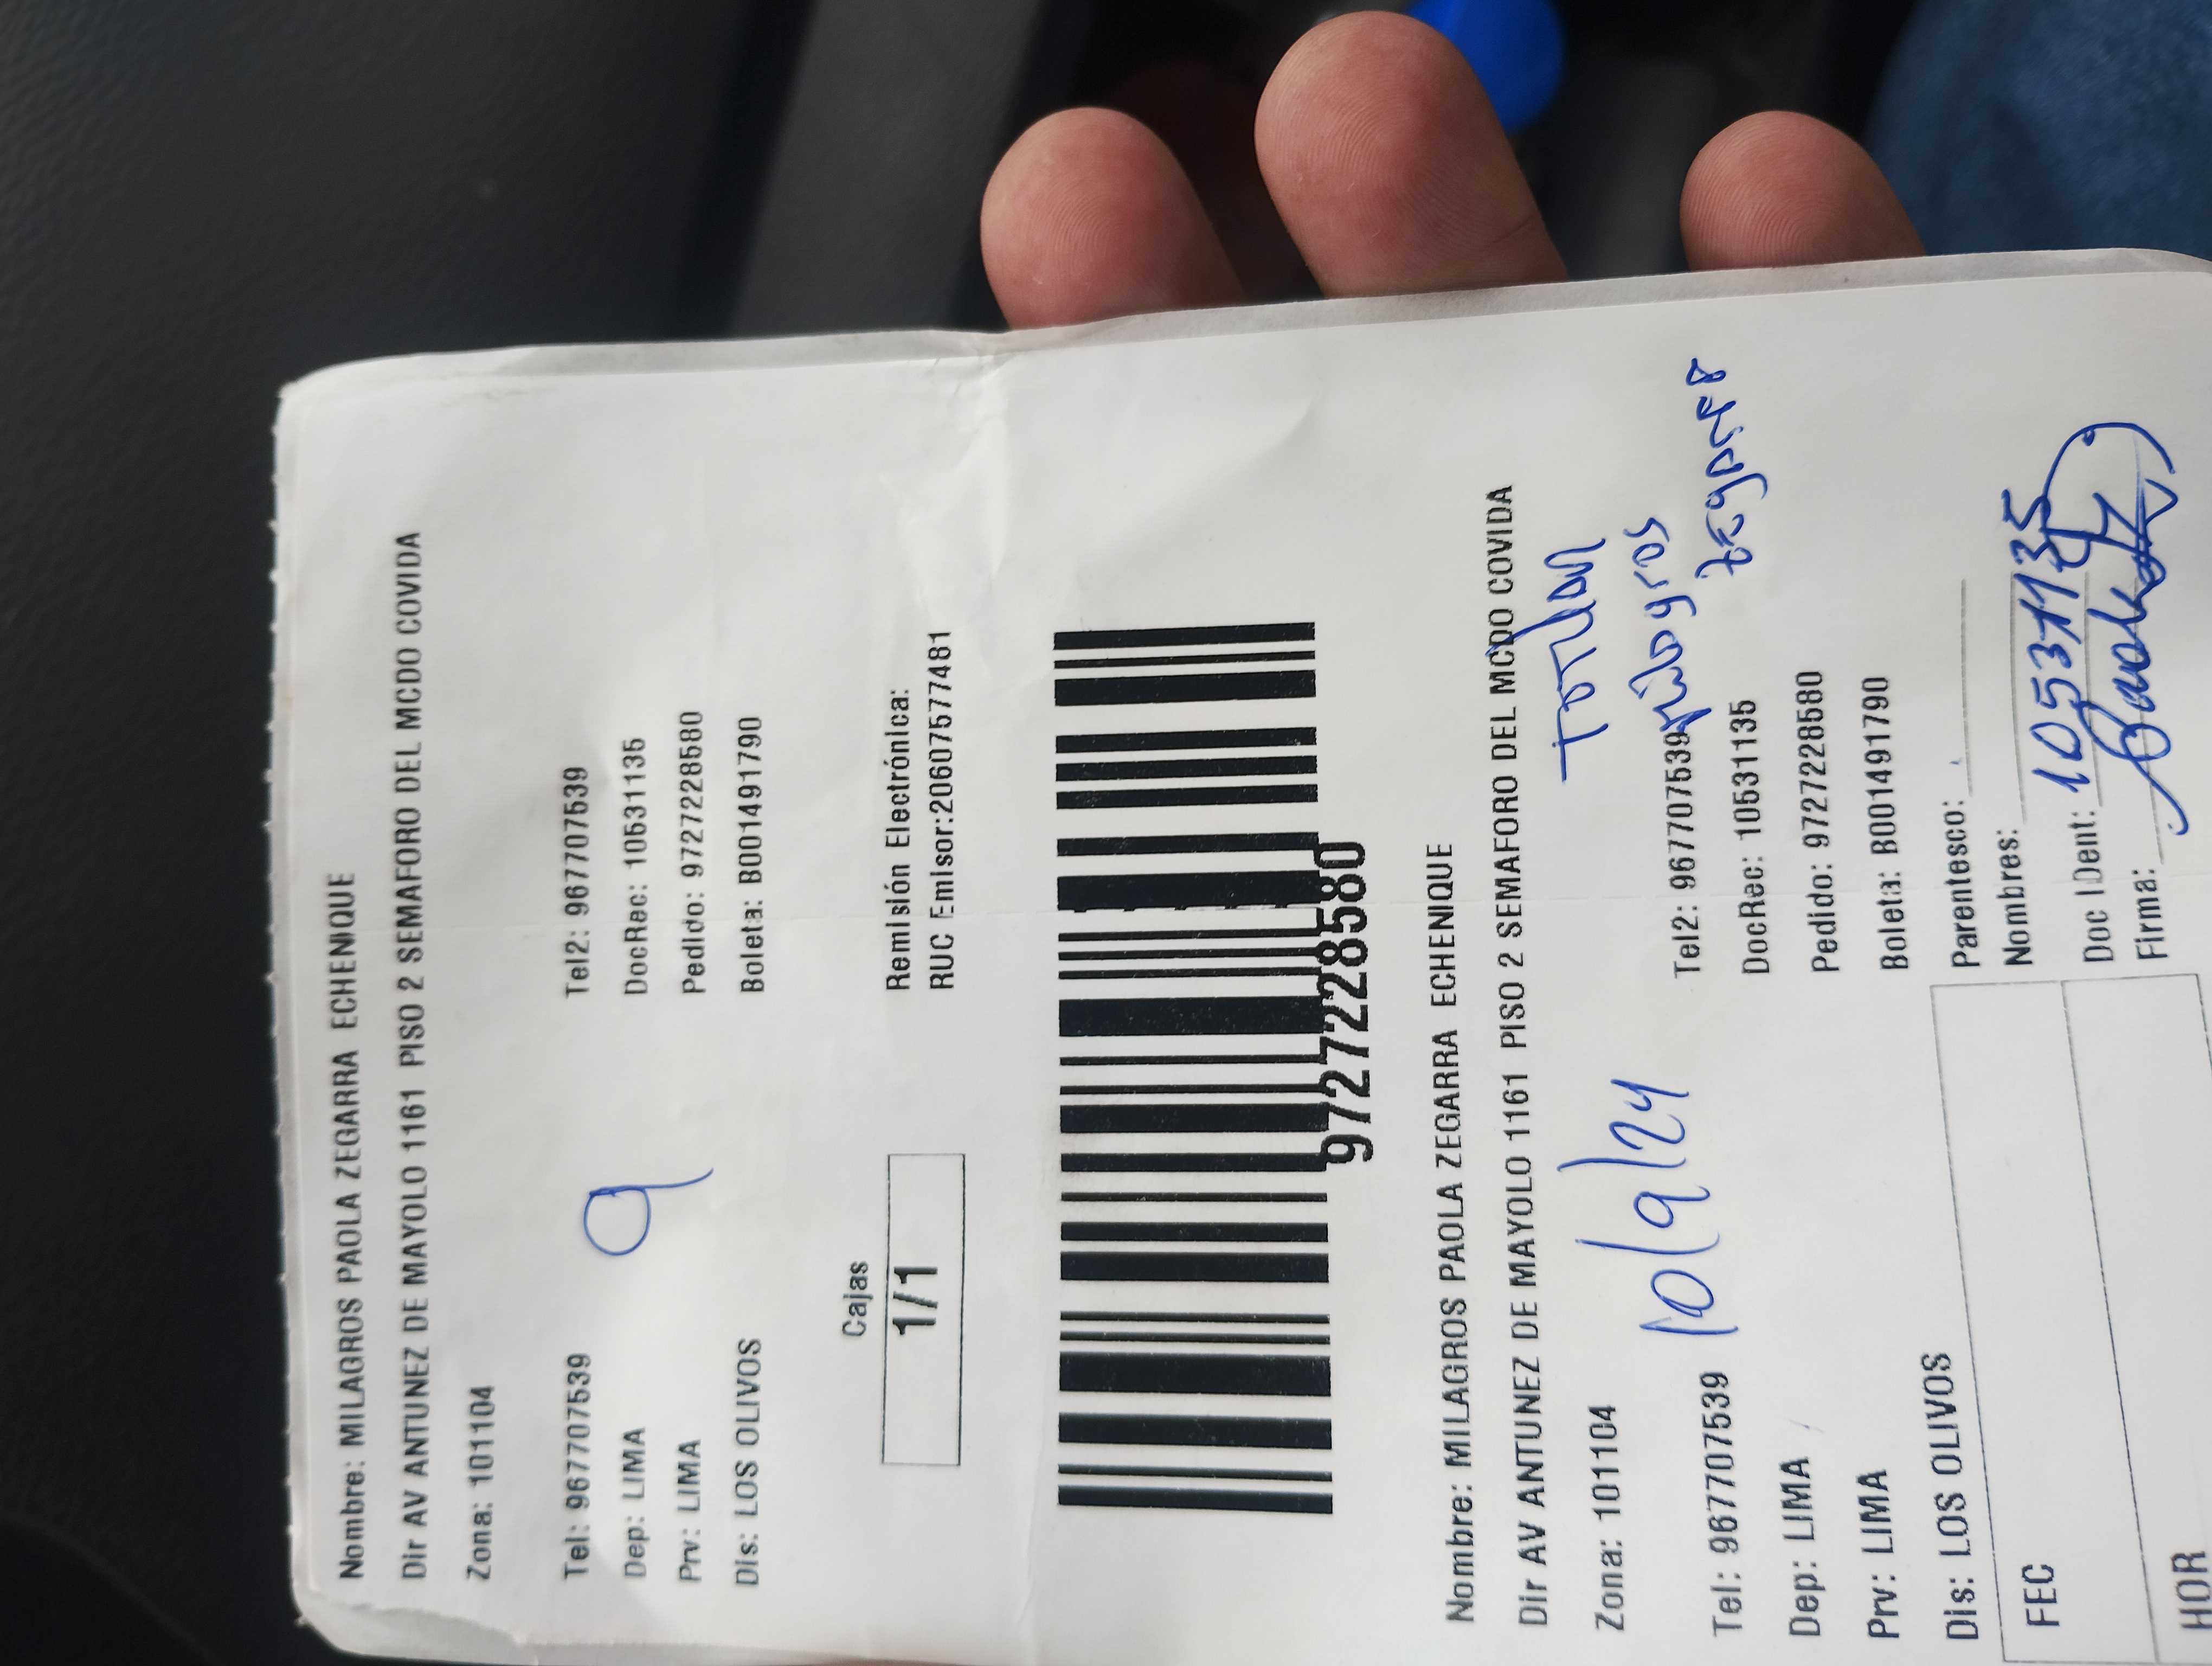 Nombre: MILAGROS PAOLA ZEGARRA ECHENIQUE
Dir AV ANTUNEZ DE MAYOLO 1161 PISO 2 SEMAFORO DEL MCDO COVIDA
Zona: 101104
Tel: 967707539 Tel2: 967707539
Dep: LIMA DocRec: 10531135
Prv: LIMA Pedido: 9727228580
Dis: LOS OLIVOS Boleta: B001491790
9
Cajas
1/1
Remisión Electrónica:
RUC Emisor:20607577481
9727228580
Nombre: MILAGROS PAOLA ZEGARRA ECHENIQUE
Dir AV ANTUNEZ DE MAYOLO 1161 PISO 2 SEMAFORO DEL MCDO COVIDA
Zona: 101104
10/9/24
Milagros
Zegarra
Tel: 967707539 Tel2: 967707539
Dep: LIMA DocRec: 10531135
Prv: LIMA Pedido: 9727228580
Dis: LOS OLIVOS Boleta: B001491790
FEC
HOR
Parentesco:
Nombres:
Doc IDent: 10531135
Firma: